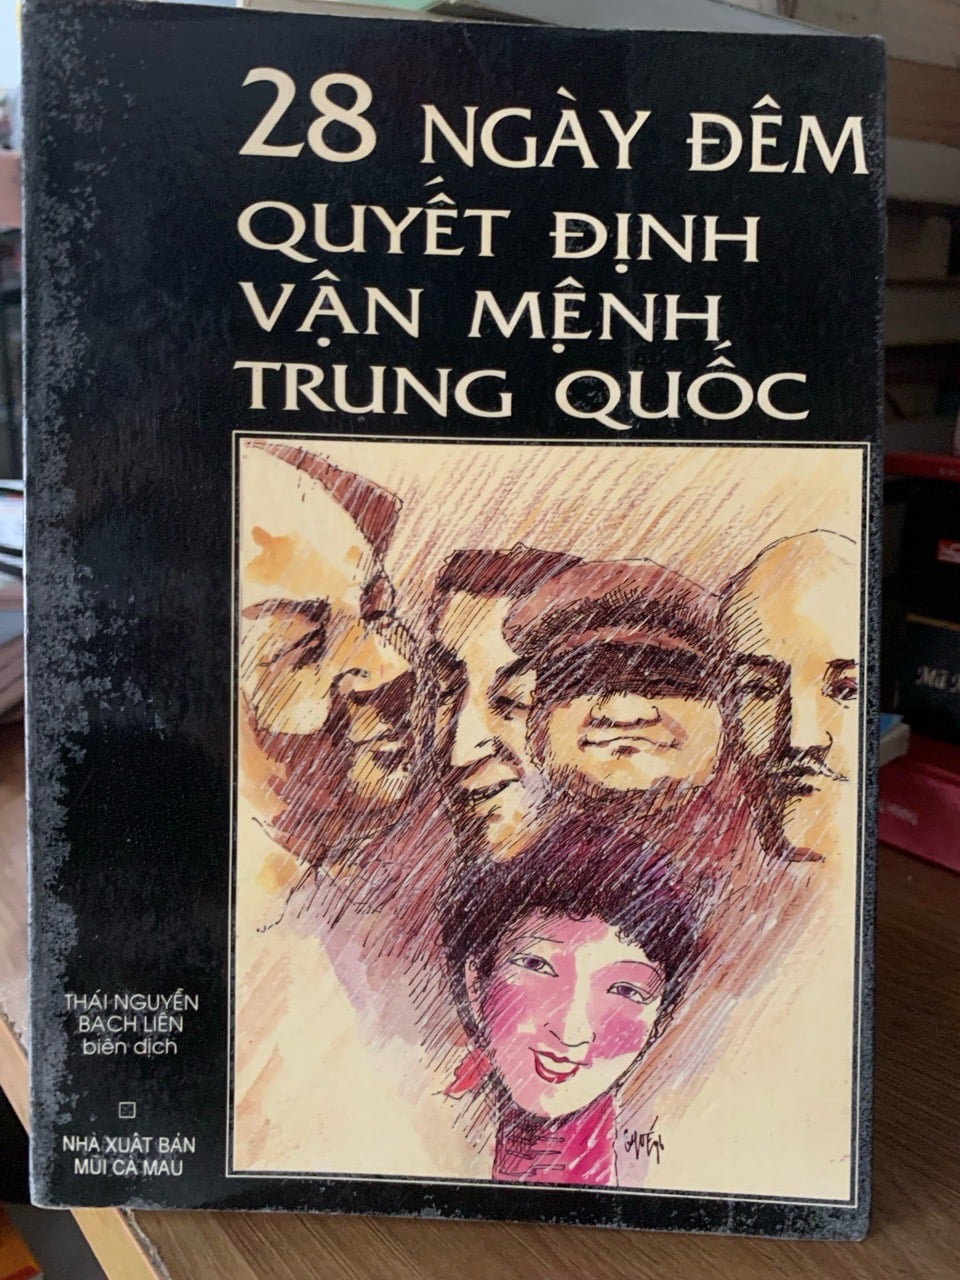 28 NGÀY ĐÊM
QUYẾT ĐỊNH
VẬN MỆNH
TRUNG QUỐC
THÁI NGUYỄN
BẠCH LIÊN
biên dịch
NHÀ XUẤT BẢN
MŨI CÀ MAU